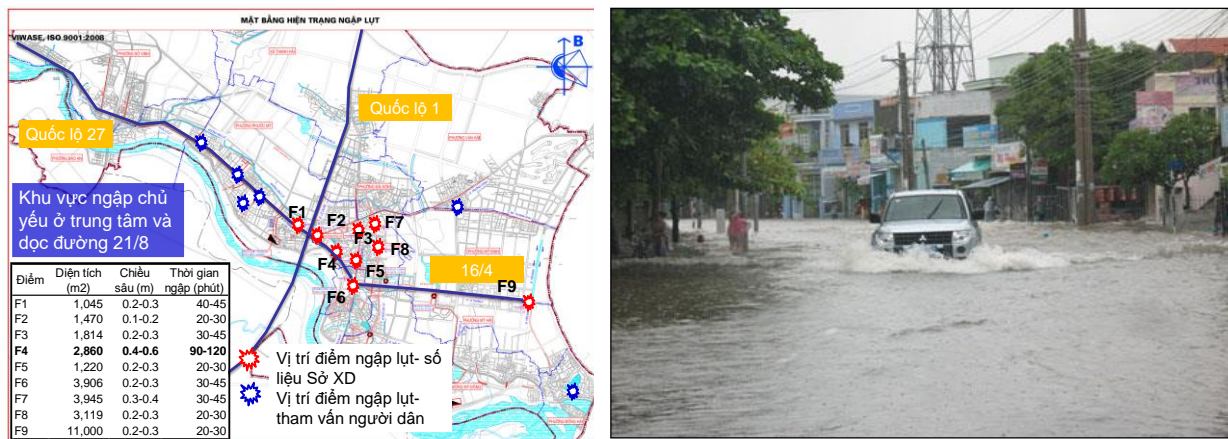 MẶT BẰNG HIỆN TRẠNG NGẬP LỤT
VIWASE, ISO 9001:2008
B
Quốc lộ 1
Quốc lộ 27
Khu vực ngập chủ
yếu ở trung tâm và
dọc đường 21/8
F1
F2
F7
F3
F8
F4
F5
16/4
F6
F9
Điểm Diện tích (m2) Chiều sâu (m) Thời gian ngập (phút)
F1 1,045 0.2-0.3 40-45
F2 1,470 0.1-0.2 20-30
F3 1,814 0.2-0.3 30-45
F4 2,860 0.4-0.6 90-120
F5 1,220 0.2-0.3 20-30
F6 3,906 0.2-0.3 30-45
F7 3,945 0.3-0.4 30-45
F8 3,119 0.2-0.3 20-30
F9 11,000 0.2-0.3 20-30
Vị trí điểm ngập lụt- số
liệu Sở XD
Vị trí điểm ngập lụt-
tham vấn người dân